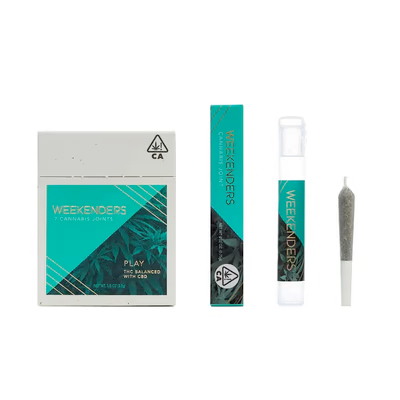 CA
WEEKENDERS
CANNABIS JOINTS
PLAY
THC BALANCED
WITH CBD
WEEKENDERS
CANNABIS JOINT
WEEKENDERS